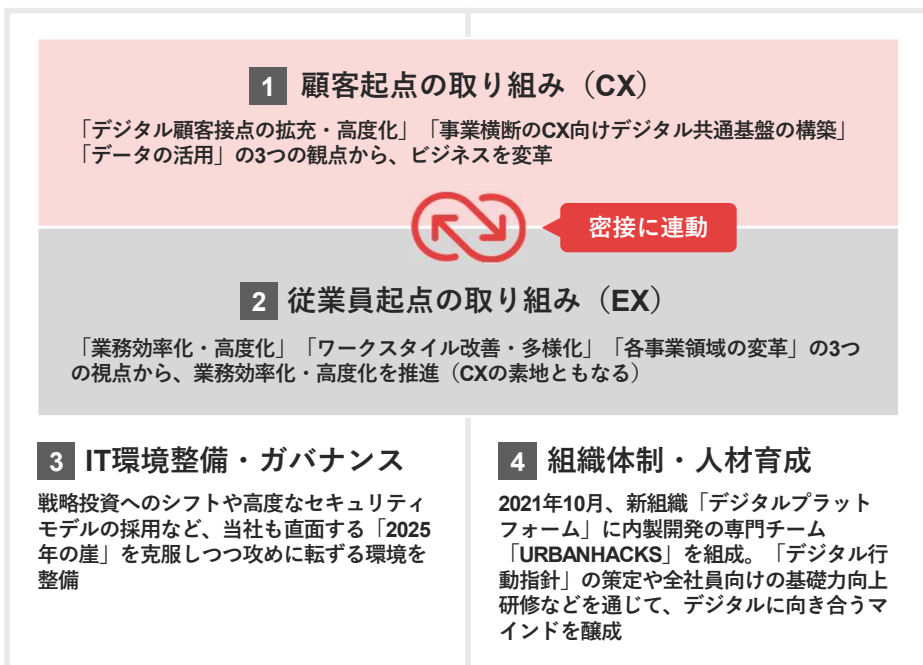 1 顧客起点の取り組み（CX）
「デジタル顧客接点の拡充・高度化」「事業横断のCX向けデジタル共通基盤の構築」
「データの活用」の3つの観点から、ビジネスを変革
密接に連動
2 従業員起点の取り組み（EX）
「業務効率化・高度化」「ワークスタイル改善・多様化」「各事業領域の変革」の3つ
の視点から、業務効率化・高度化を推進（CXの素地ともなる）
3 IT環境整備・ガバナンス
戦略投資へのシフトや高度なセキュリティ
モデルの採用など、当社も直面する「2025
年の崖」を克服しつつ攻めに転ずる環境を
整備
4 組織体制・人材育成
2021年10月、新組織「デジタルプラット
フォーム」に内製開発の専門チーム
「URBANHACKS」を組成。「デジタル行
動指針」の策定や全社員向けの基礎力向上
研修などを通じて、デジタルに向き合うマ
インドを醸成